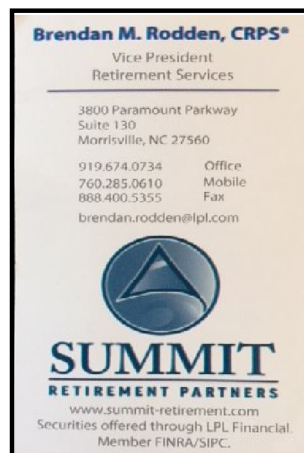 Brendan M. Rodden, CRPS®
Vice President
Retirement Services
3800 Paramount Parkway
Suite 130
Morrisville, NC 27560
919.674.0734 Office
760.285.0610 Mobile
888.400.5355 Fax
brendan.rodden@lpl.com
SUMMIT
RETIREMENT PARTNERS
www.summit-retirement.com
Securities offered through LPL Financial.
Member FINRA/SIPC.